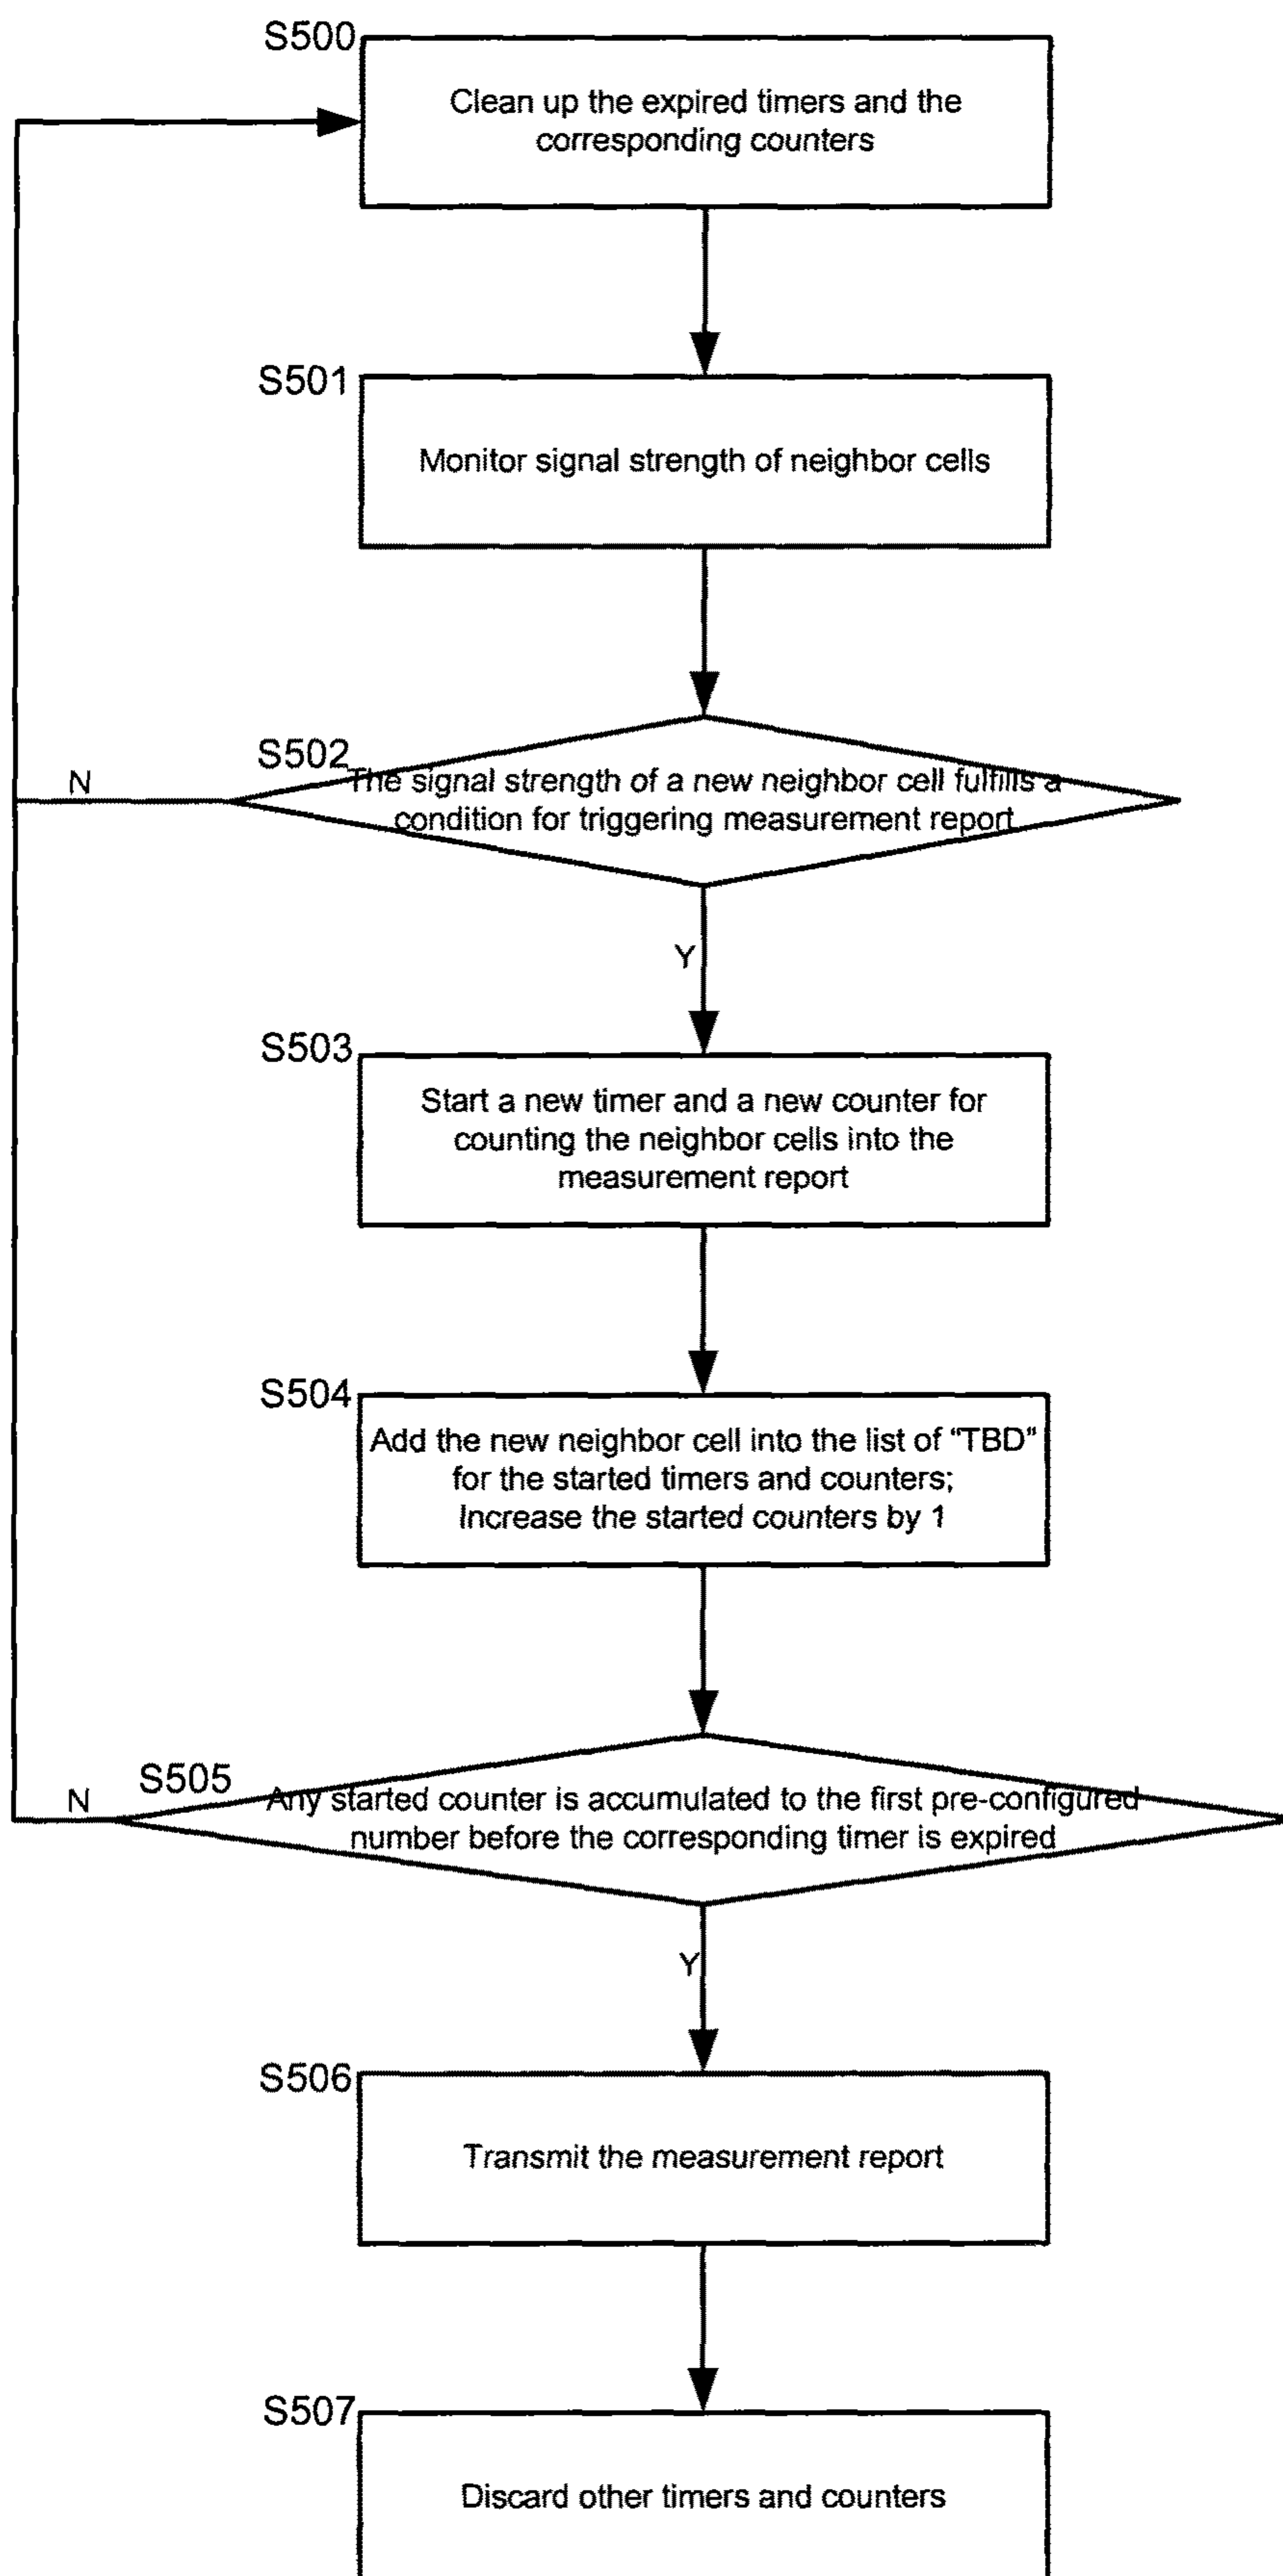 S500
Clean up the expired timers and the
corresponding counters
S501
Monitor signal strength of neighbor cells
S502
N
The signal strength of a new neighbor cell fulfills a
condition for triggering measurement report
Y
S503
Start a new timer and a new counter for
counting the neighbor cells into the
measurement report
S504
Add the new neighbor cell into the list of “TBD”
for the started timers and counters;
Increase the started counters by 1
S505
N
Any started counter is accumulated to the first pre-configured
number before the corresponding timer is expired
Y
S506
Transmit the measurement report
S507
Discard other timers and counters